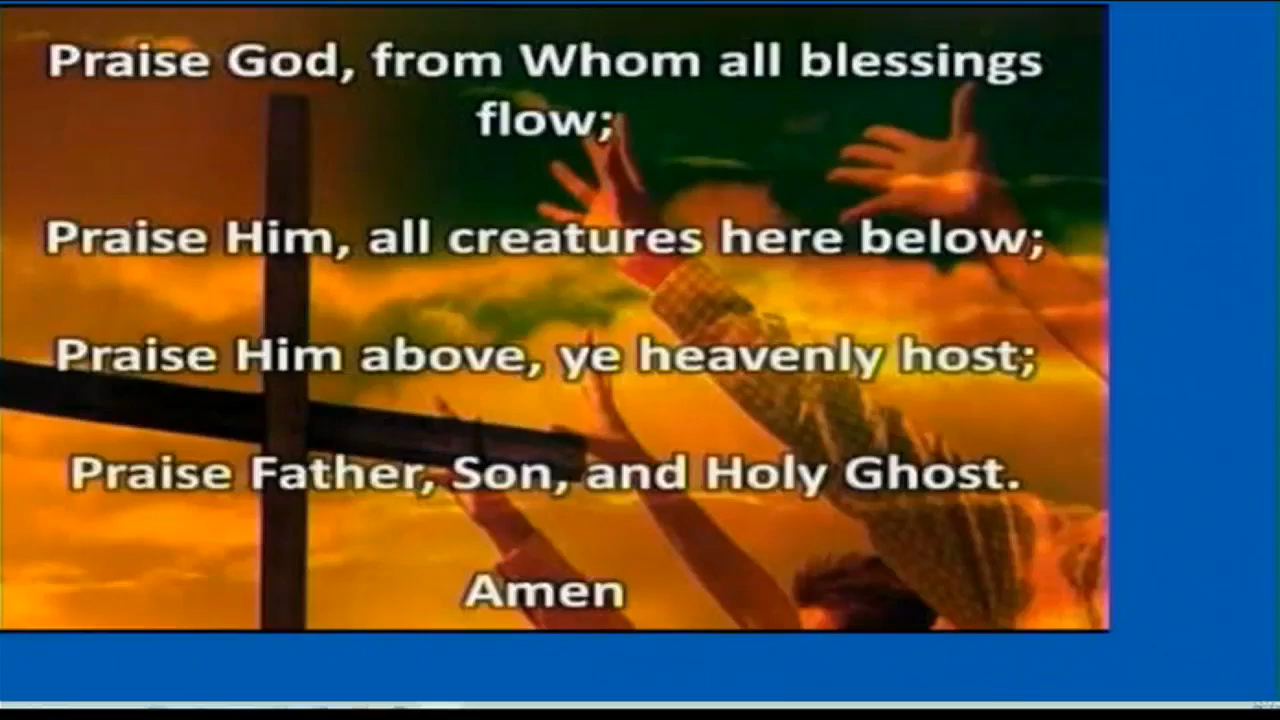 Praise God, from Whom all blessings
flow;
Praise Him, all creatures here below;
Praise Him above, ye heavenly host;
Praise Father, Son, and Holy Ghost.
Amen